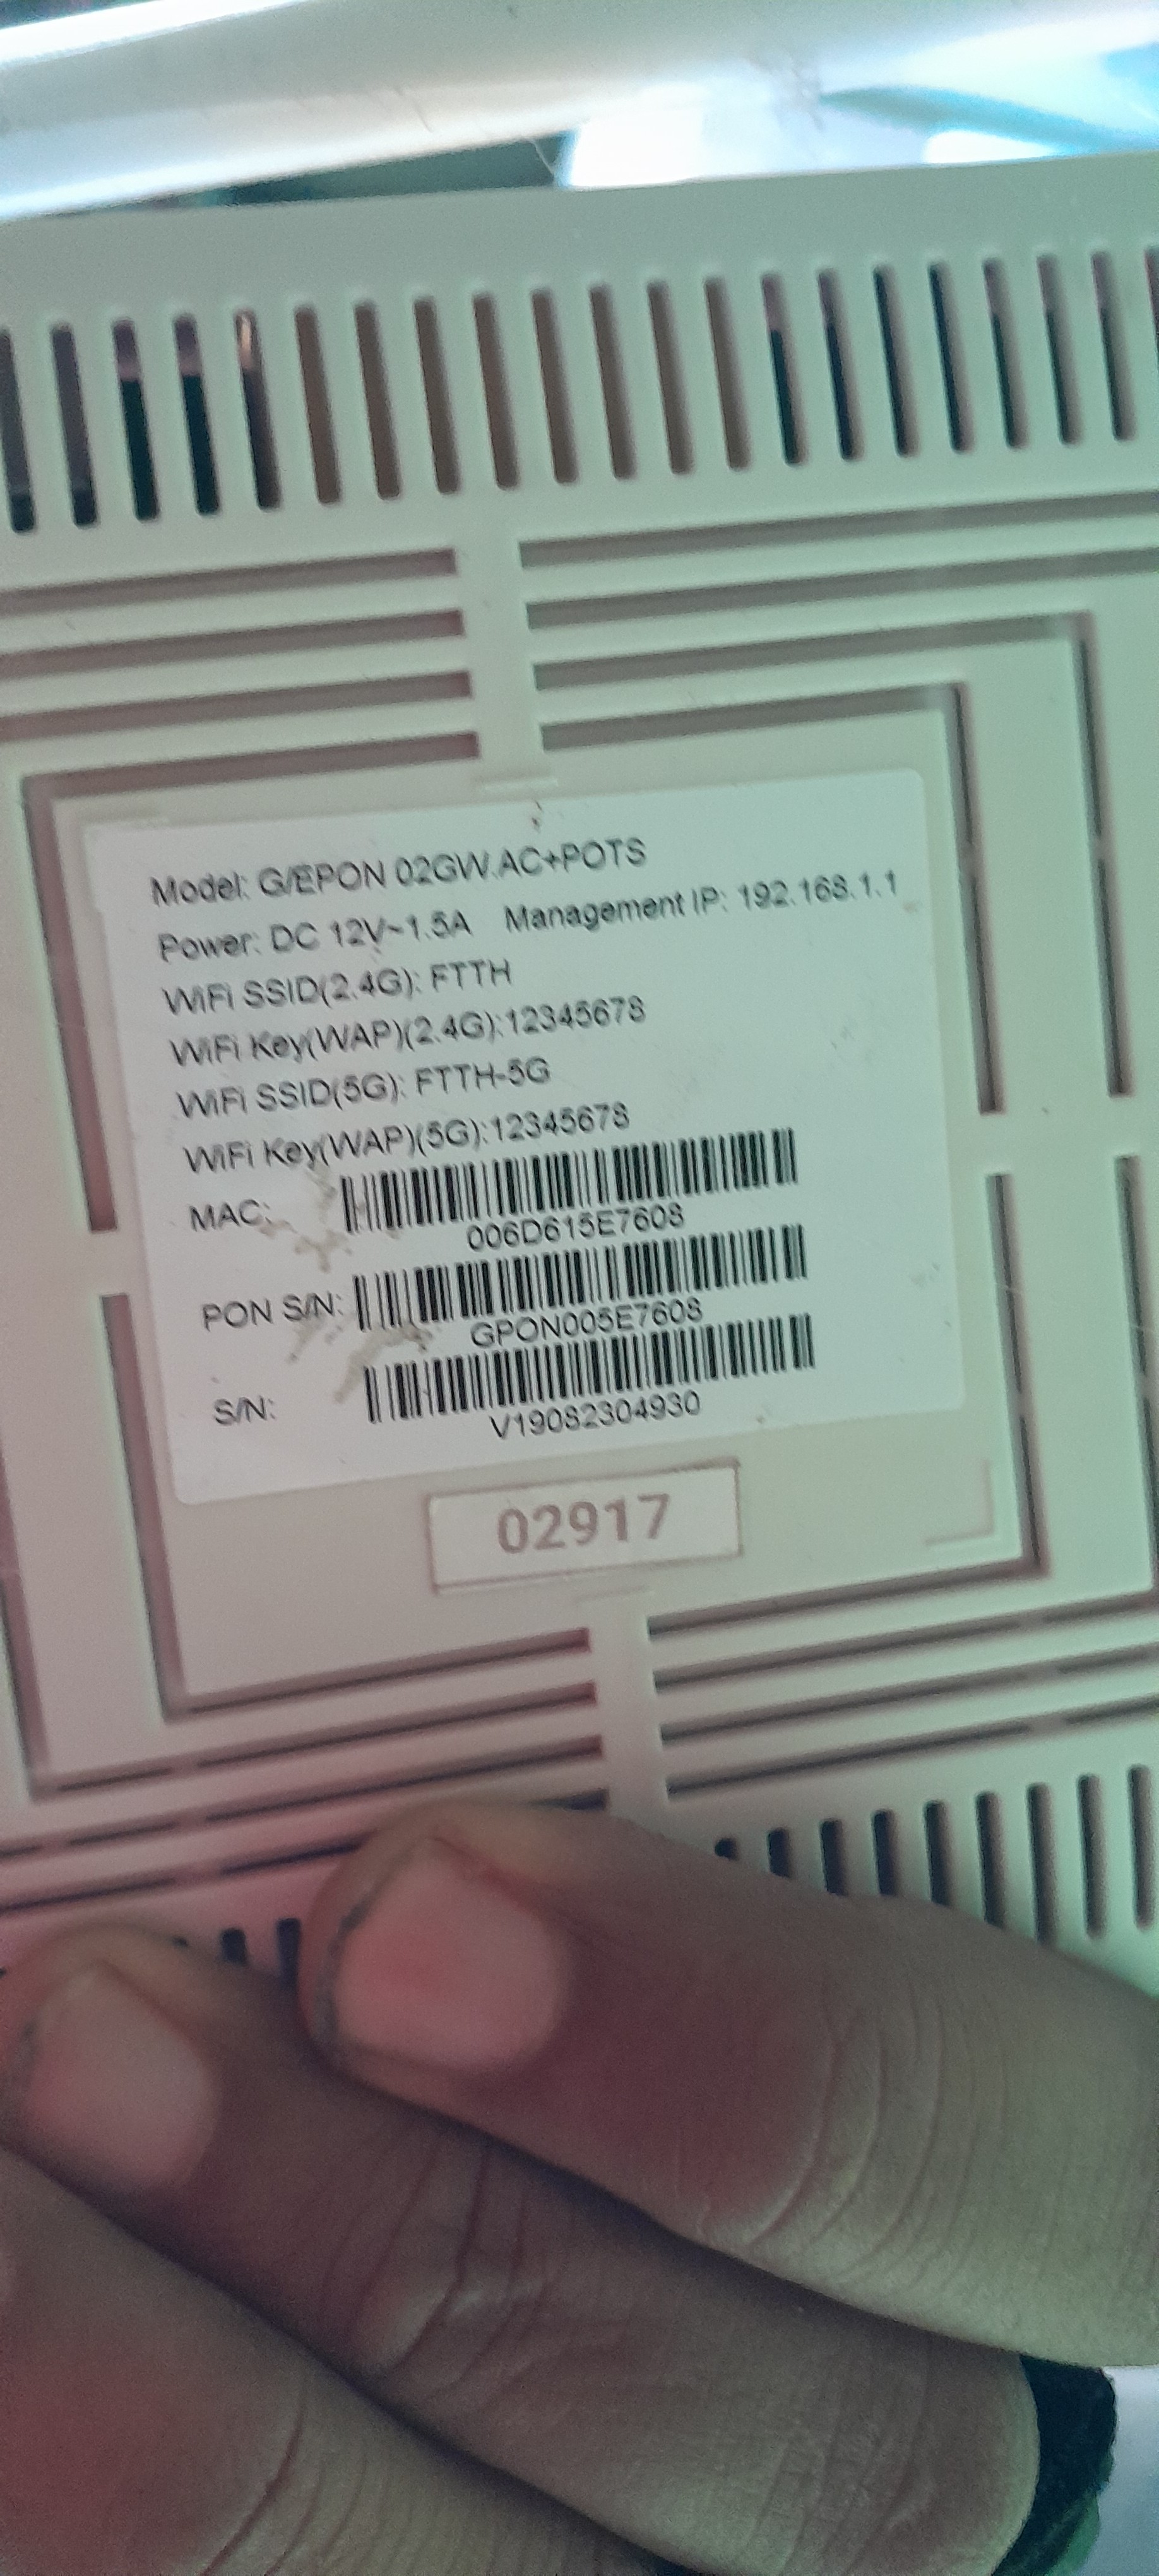 Model: G/EPON 02GW.AC+POTS
Power: DC 12V~1.5A Management IP: 192.168.1.1
WiFi SSID(2.4G): FTTH
WiFi Key(WAP)(2.4G):12345678
WiFi SSID(5G): FTTH-5G
WiFi Key(WAP)(5G):12345678
MAC:
006D615E7608
PON S/N:
GPON005E7608
S/N:
V19082304930
02917